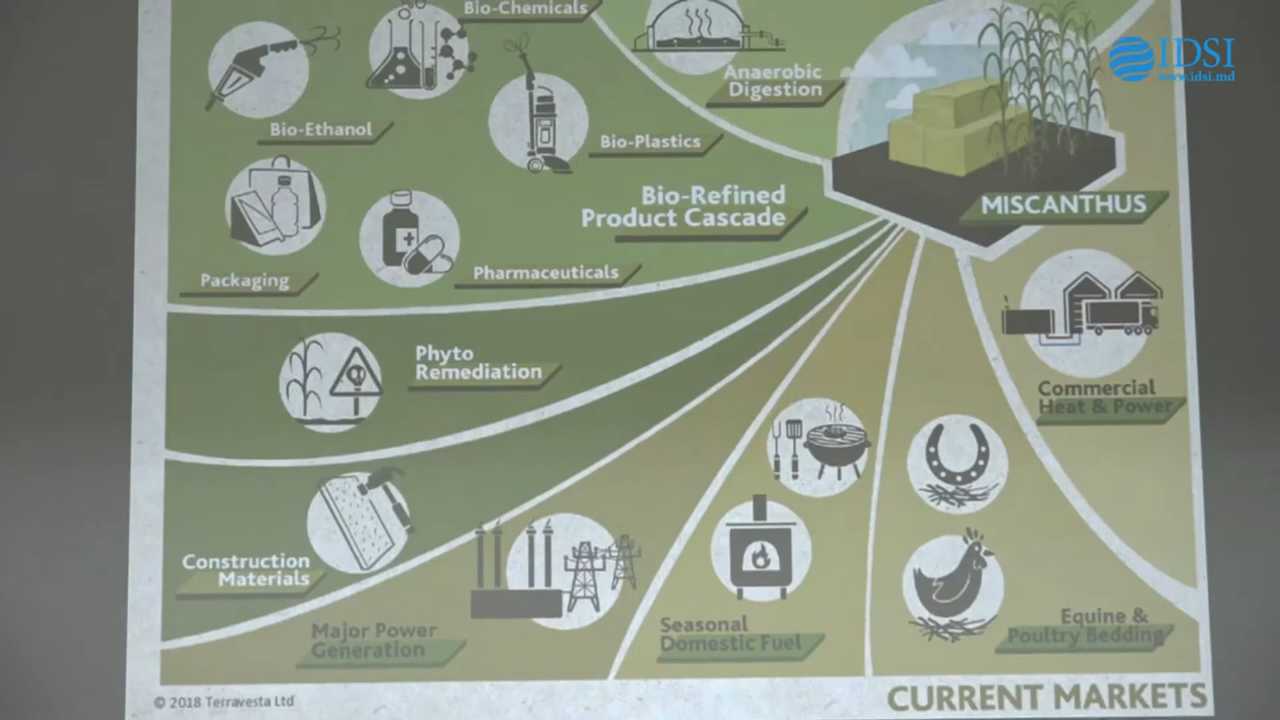 Bio-Chemicals
IDSI
www.idsi.md
Anaerobic
Digestion
Bio-Ethanol
Bio-Plastics
Bio-Refined
Product Cascade
MISCANTHUS
Packaging
Pharmaceuticals
Phyto
Remediation
Commercial
Heat & Power
Construction
Materials
Major Power
Generation
Seasonal
Domestic Fuel
Equine &
Poultry Bedding
© 2018 Terravesta Ltd
CURRENT MARKETS